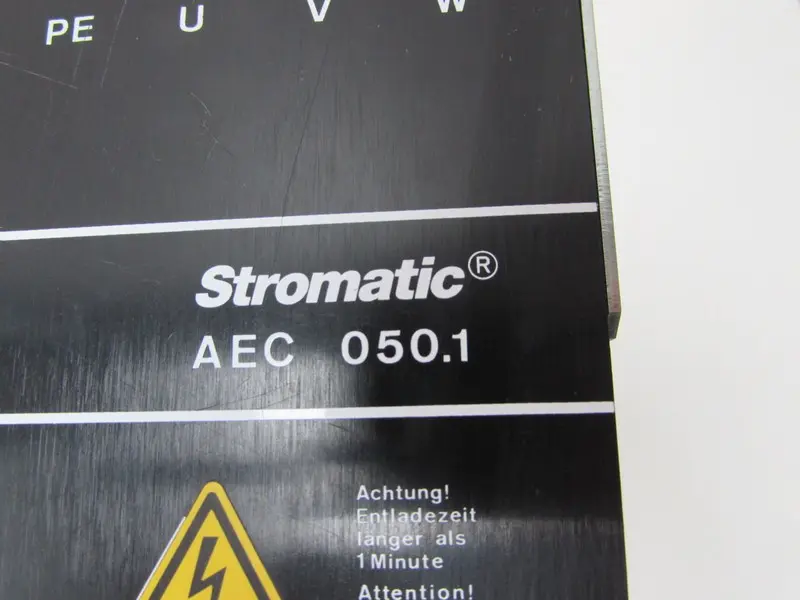 PE U V W
Stromatic®
AEC 050.1
Achtung!
Entladezeit
länger als
1 Minute
Attention!